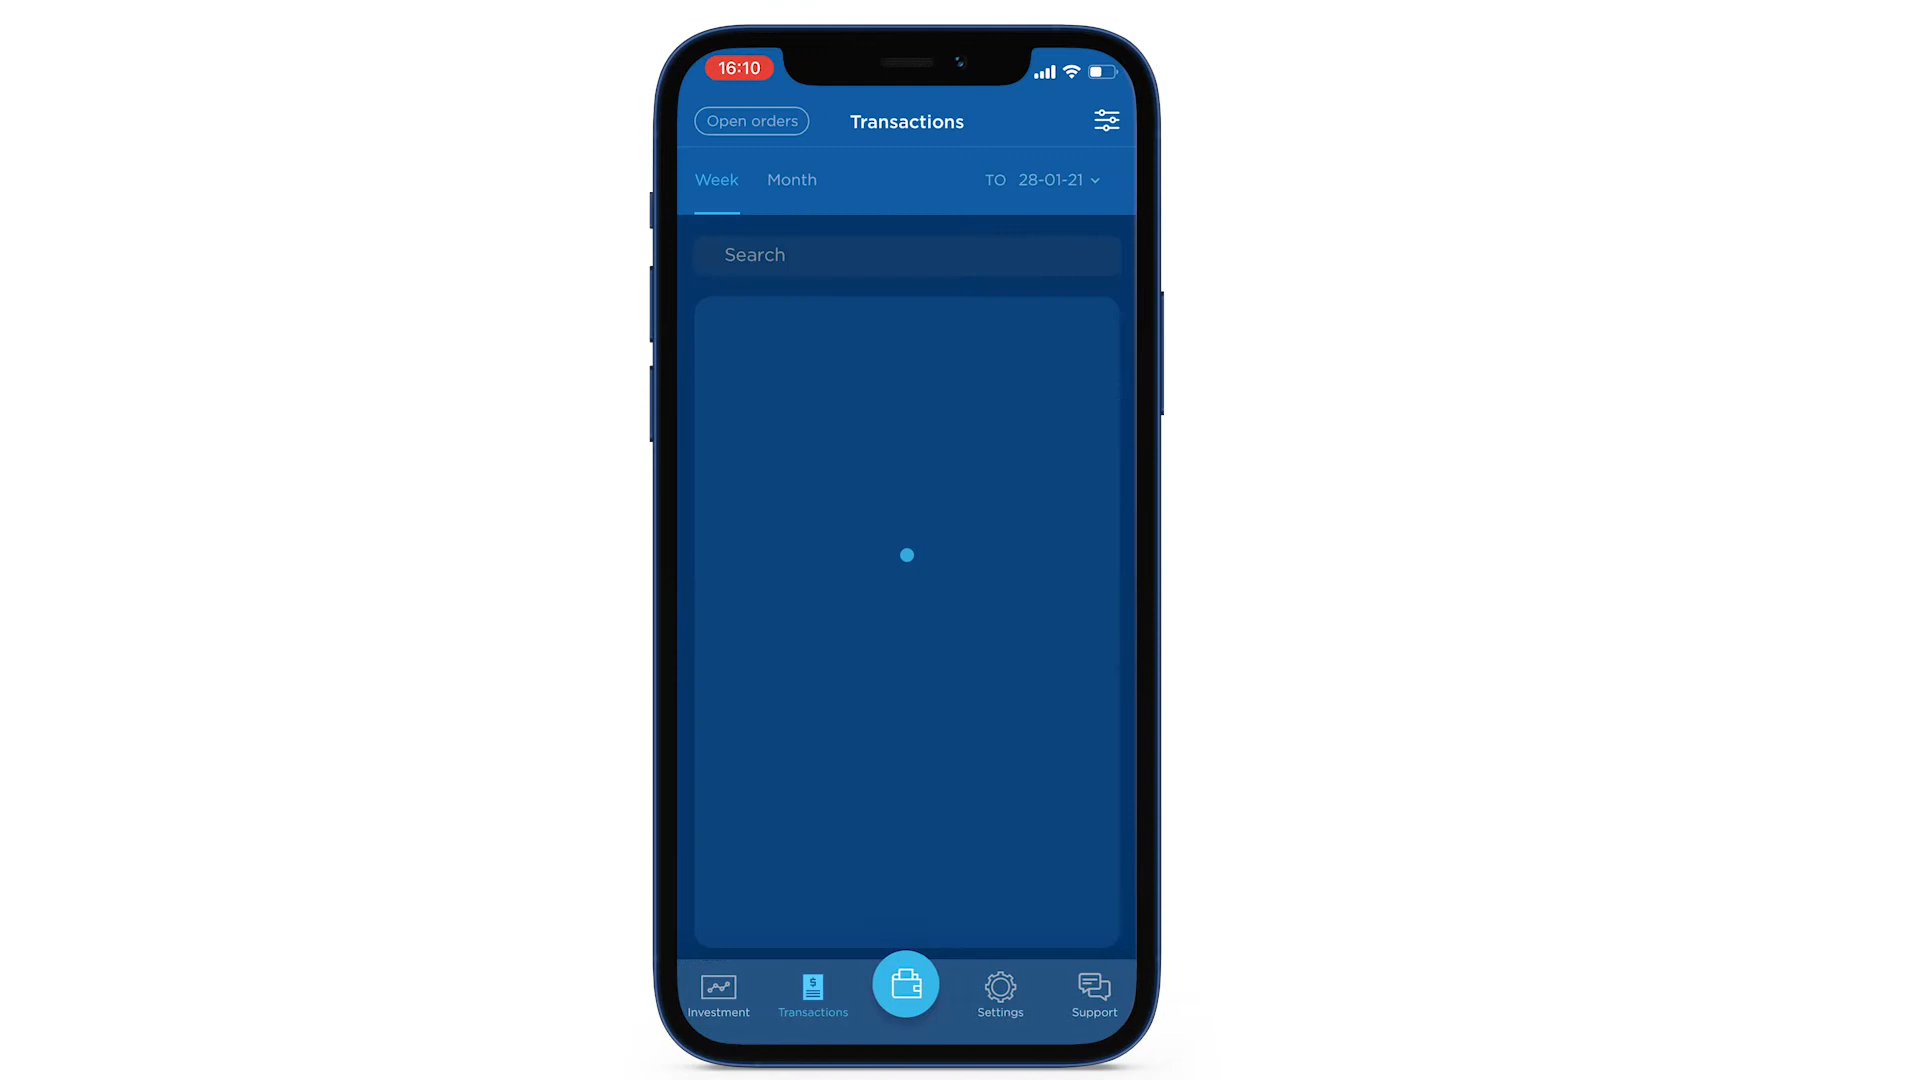 16:10
Open orders
Transactions
Week Month TO 28-01-21
Search
Investment Transactions Settings Support